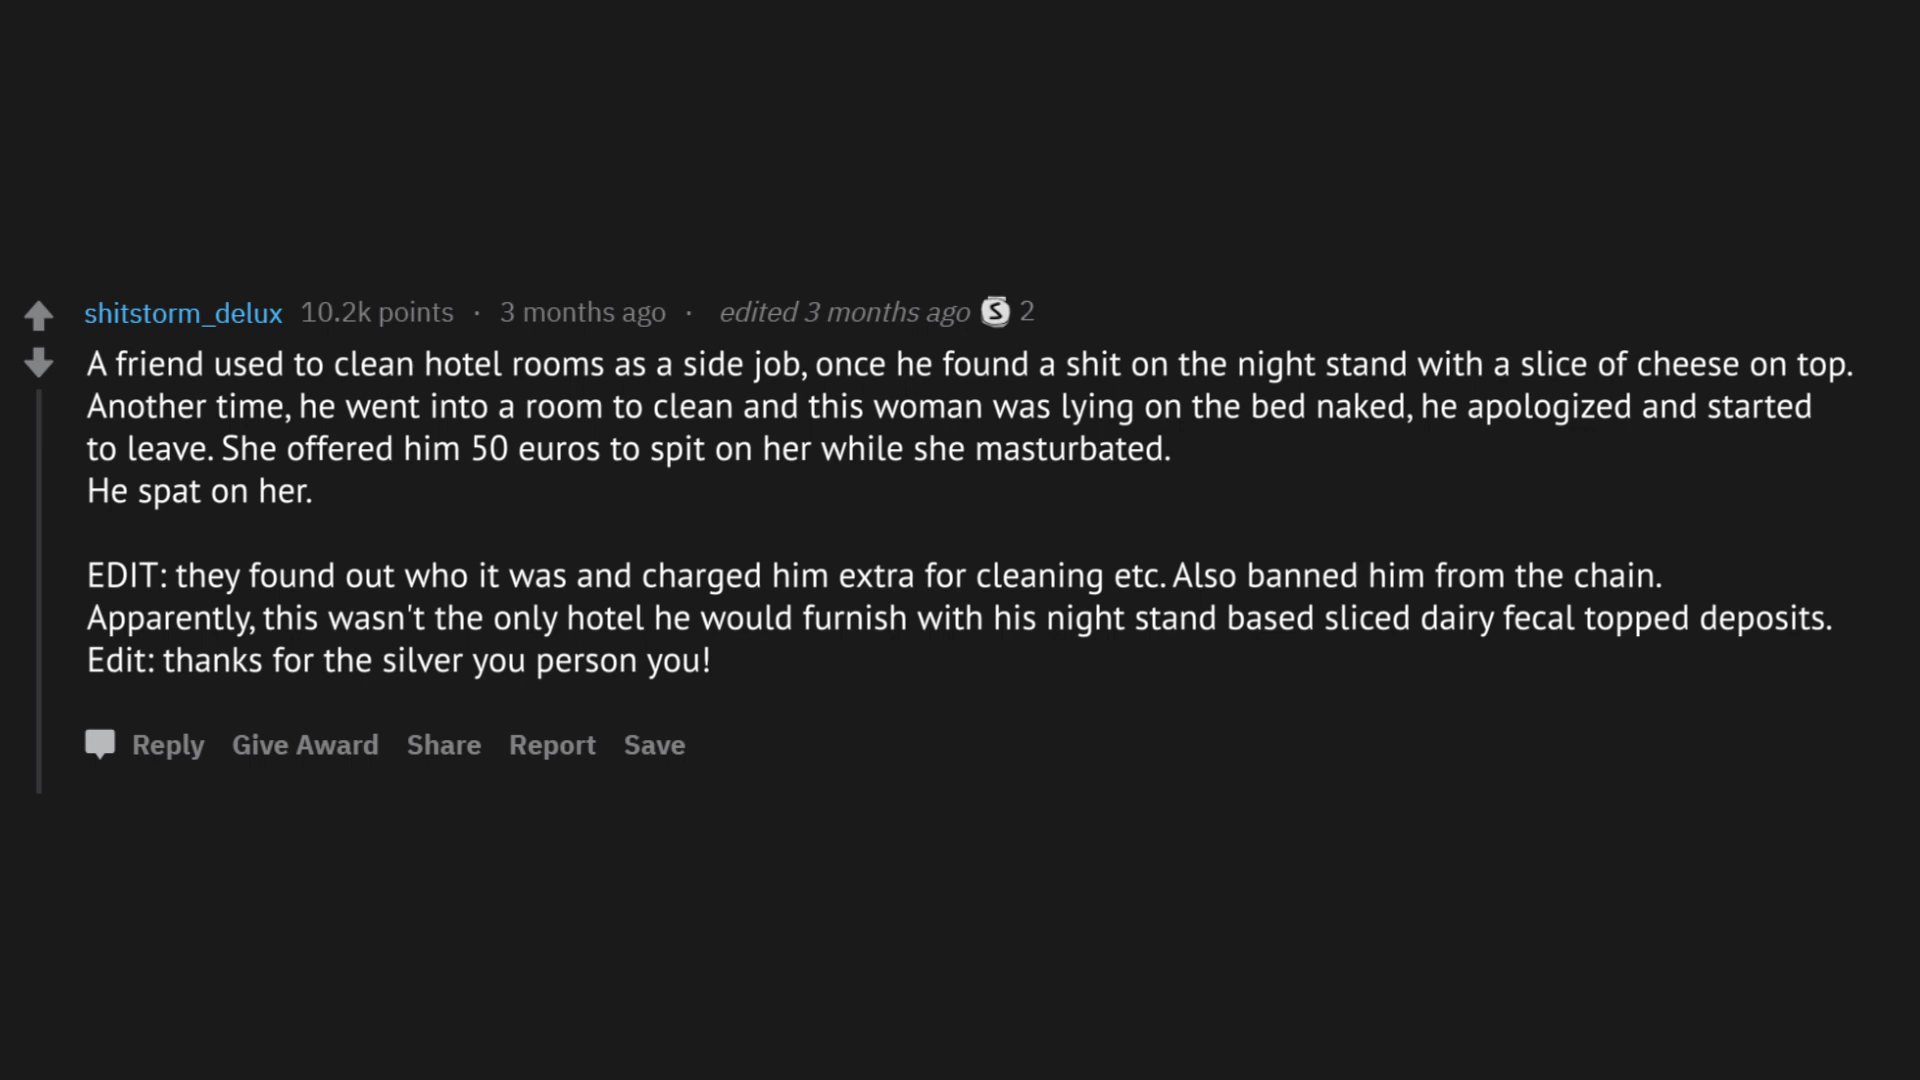 shitstorm_delux 10.2k points · 3 months ago · edited 3 months ago S 2
A friend used to clean hotel rooms as a side job, once he found a shit on the night stand with a slice of cheese on top.
Another time, he went into a room to clean and this woman was lying on the bed naked, he apologized and started
to leave. She offered him 50 euros to spit on her while she masturbated.
He spat on her.
EDIT: they found out who it was and charged him extra for cleaning etc. Also banned him from the chain.
Apparently, this wasn't the only hotel he would furnish with his night stand based sliced dairy fecal topped deposits.
Edit: thanks for the silver you person you!
Reply Give Award Share Report Save